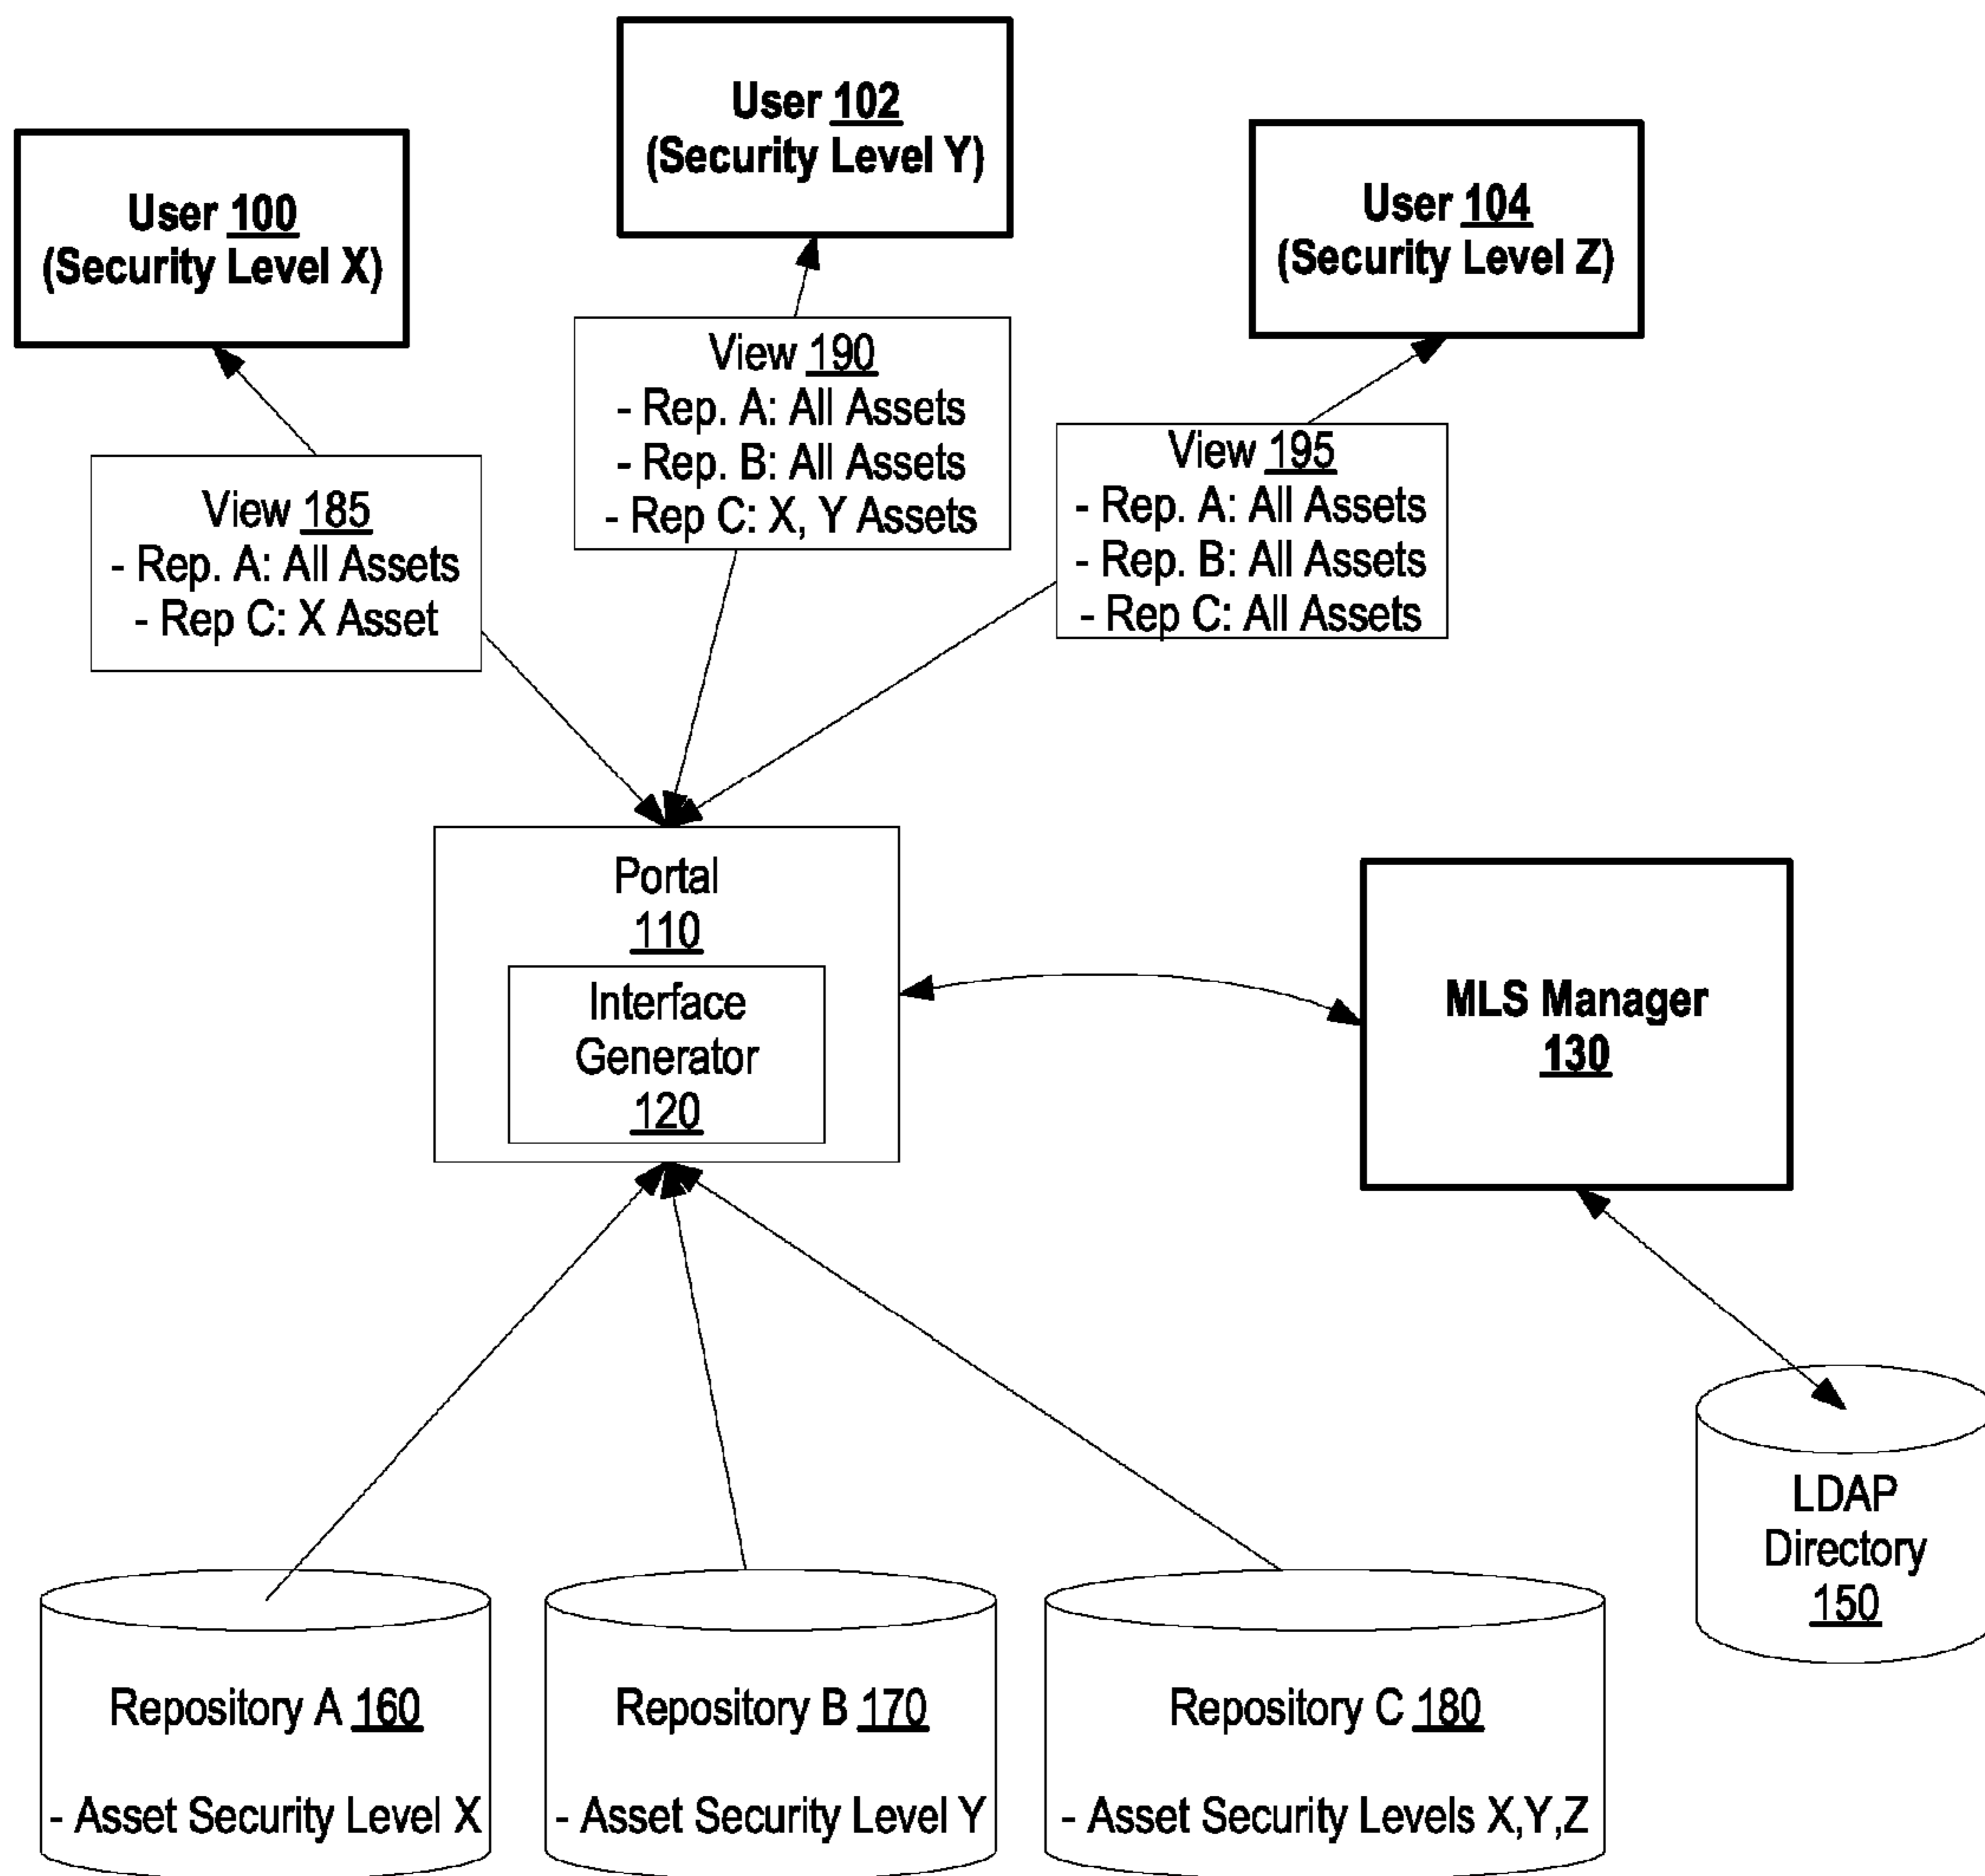 User 100
(Security Level X)
User 102
(Security Level Y)
User 104
(Security Level Z)
View 185
- Rep. A: All Assets
- Rep C: X Asset
View 190
- Rep. A: All Assets
- Rep. B: All Assets
- Rep C: X, Y Assets
View 195
- Rep. A: All Assets
- Rep. B: All Assets
- Rep C: All Assets
Portal
110
Interface
Generator
120
MLS Manager
130
LDAP
Directory
150
Repository A 160
- Asset Security Level X
Repository B 170
- Asset Security Level Y
Repository C 180
- Asset Security Levels X,Y,Z